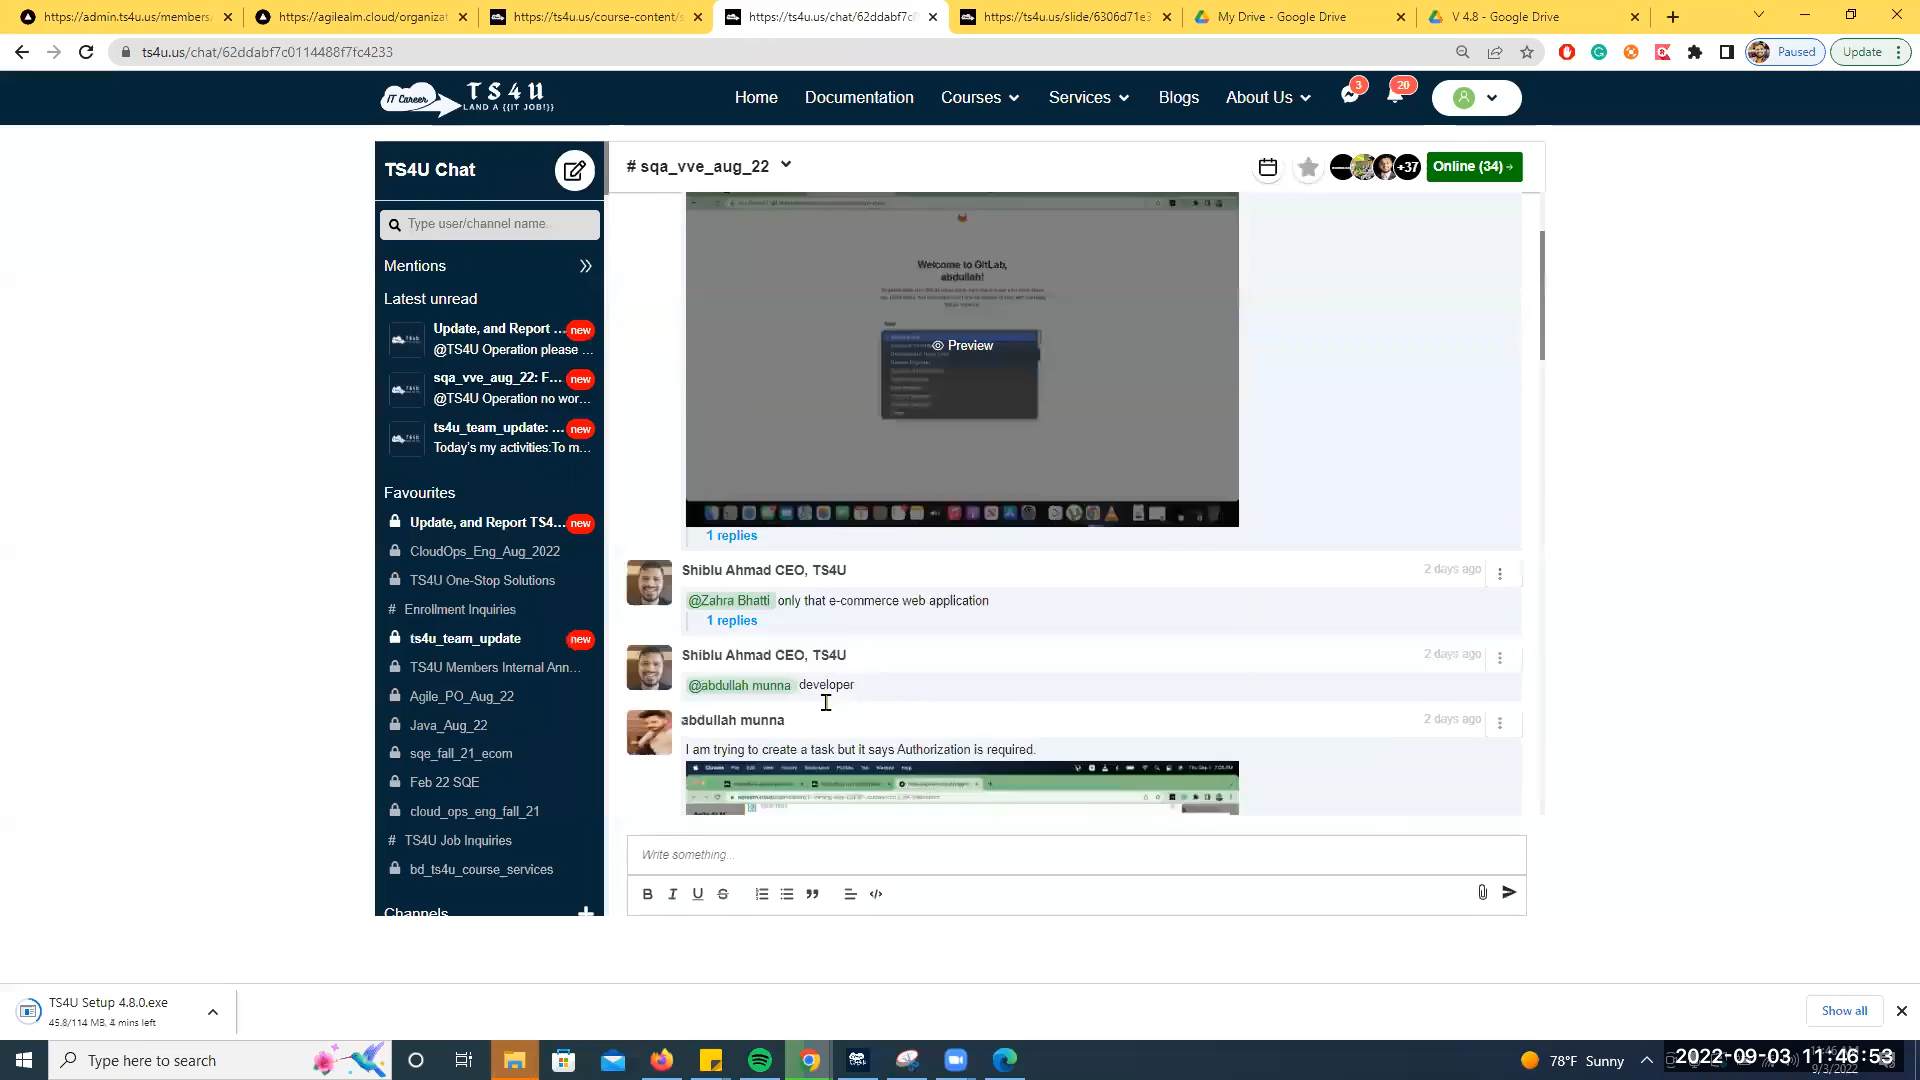 https://admin.ts4u.us/members
https://agilealm.cloud/organizat
https://ts4u.us/course-content/s
https://ts4u.us/chat/62ddabf7c0
https://ts4u.us/slide/6306d71e3
My Drive - Google Drive
V 4.8 - Google Drive
ts4u.us/chat/62ddabf7c0114488f7fc4233
Paused
Update
IT Career
TS4U
LAND A {{IT JOB!}}
Home
Documentation
Courses
Services
Blogs
About Us
3
20
TS4U Chat
# sqa_vve_aug_22
+37
Online (34)
Type user/channel name.
Mentions
Latest unread
Update, and Report ...
new
@TS4U Operation please ...
sqa_vve_aug_22: F...
new
@TS4U Operation no wor...
ts4u_team_update: ...
new
Today's my activities:To m...
Favourites
Update, and Report TS4...
new
CloudOps_Eng_Aug_2022
TS4U One-Stop Solutions
# Enrollment Inquiries
ts4u_team_update
new
TS4U Members Internal Ann...
Agile_PO_Aug_22
Java_Aug_22
sqe_fall_21_ecom
Feb 22 SQE
cloud_ops_eng_fall_21
# TS4U Job Inquiries
bd_ts4u_course_services
Channels
Welcome to GitLab,
abdullah!
Preview
1 replies
Shiblu Ahmad CEO, TS4U
2 days ago
@Zahra Bhatti only that e-commerce web application
1 replies
Shiblu Ahmad CEO, TS4U
2 days ago
@abdullah munna developer
abdullah munna
2 days ago
I am trying to create a task but it says Authorization is required.
Write something...
B I U S
TS4U Setup 4.8.0.exe
45.8/114 MB, 4 mins left
Show all
Type here to search
78°F Sunny
2022-09-03 11:46:53
9/3/2022